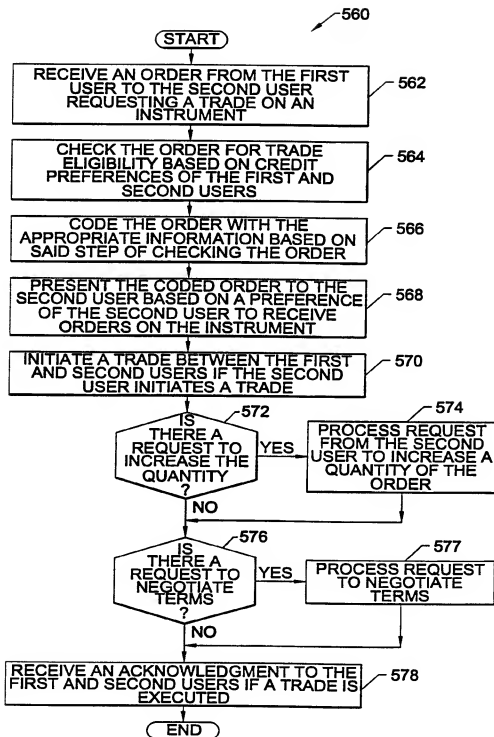 560
START
RECEIVE AN ORDER FROM THE FIRST
USER TO THE SECOND USER
REQUESTING A TRADE ON AN
INSTRUMENT
562
CHECK THE ORDER FOR TRADE
ELIGIBILITY BASED ON CREDIT
PREFERENCES OF THE FIRST AND
SECOND USERS
564
CODE THE ORDER WITH THE
APPROPRIATE INFORMATION BASED ON
SAID STEP OF CHECKING THE ORDER
566
PRESENT THE CODED ORDER TO THE
SECOND USER BASED ON A PREFERENCE
OF THE SECOND USER TO RECEIVE
ORDERS ON THE INSTRUMENT
568
INITIATE A TRADE BETWEEN THE FIRST
AND SECOND USERS IF THE SECOND
USER INITIATES A TRADE
570
572
IS
THERE A
REQUEST TO
INCREASE THE
QUANTITY
?
YES
574
PROCESS REQUEST
FROM THE SECOND
USER TO INCREASE A
QUANTITY OF THE
ORDER
NO
576
IS
THERE A
REQUEST TO
NEGOTIATE
TERMS
?
YES
577
PROCESS REQUEST
TO NEGOTIATE
TERMS
NO
RECEIVE AN ACKNOWLEDGMENT TO THE
FIRST AND SECOND USERS IF A TRADE IS
EXECUTED
578
END